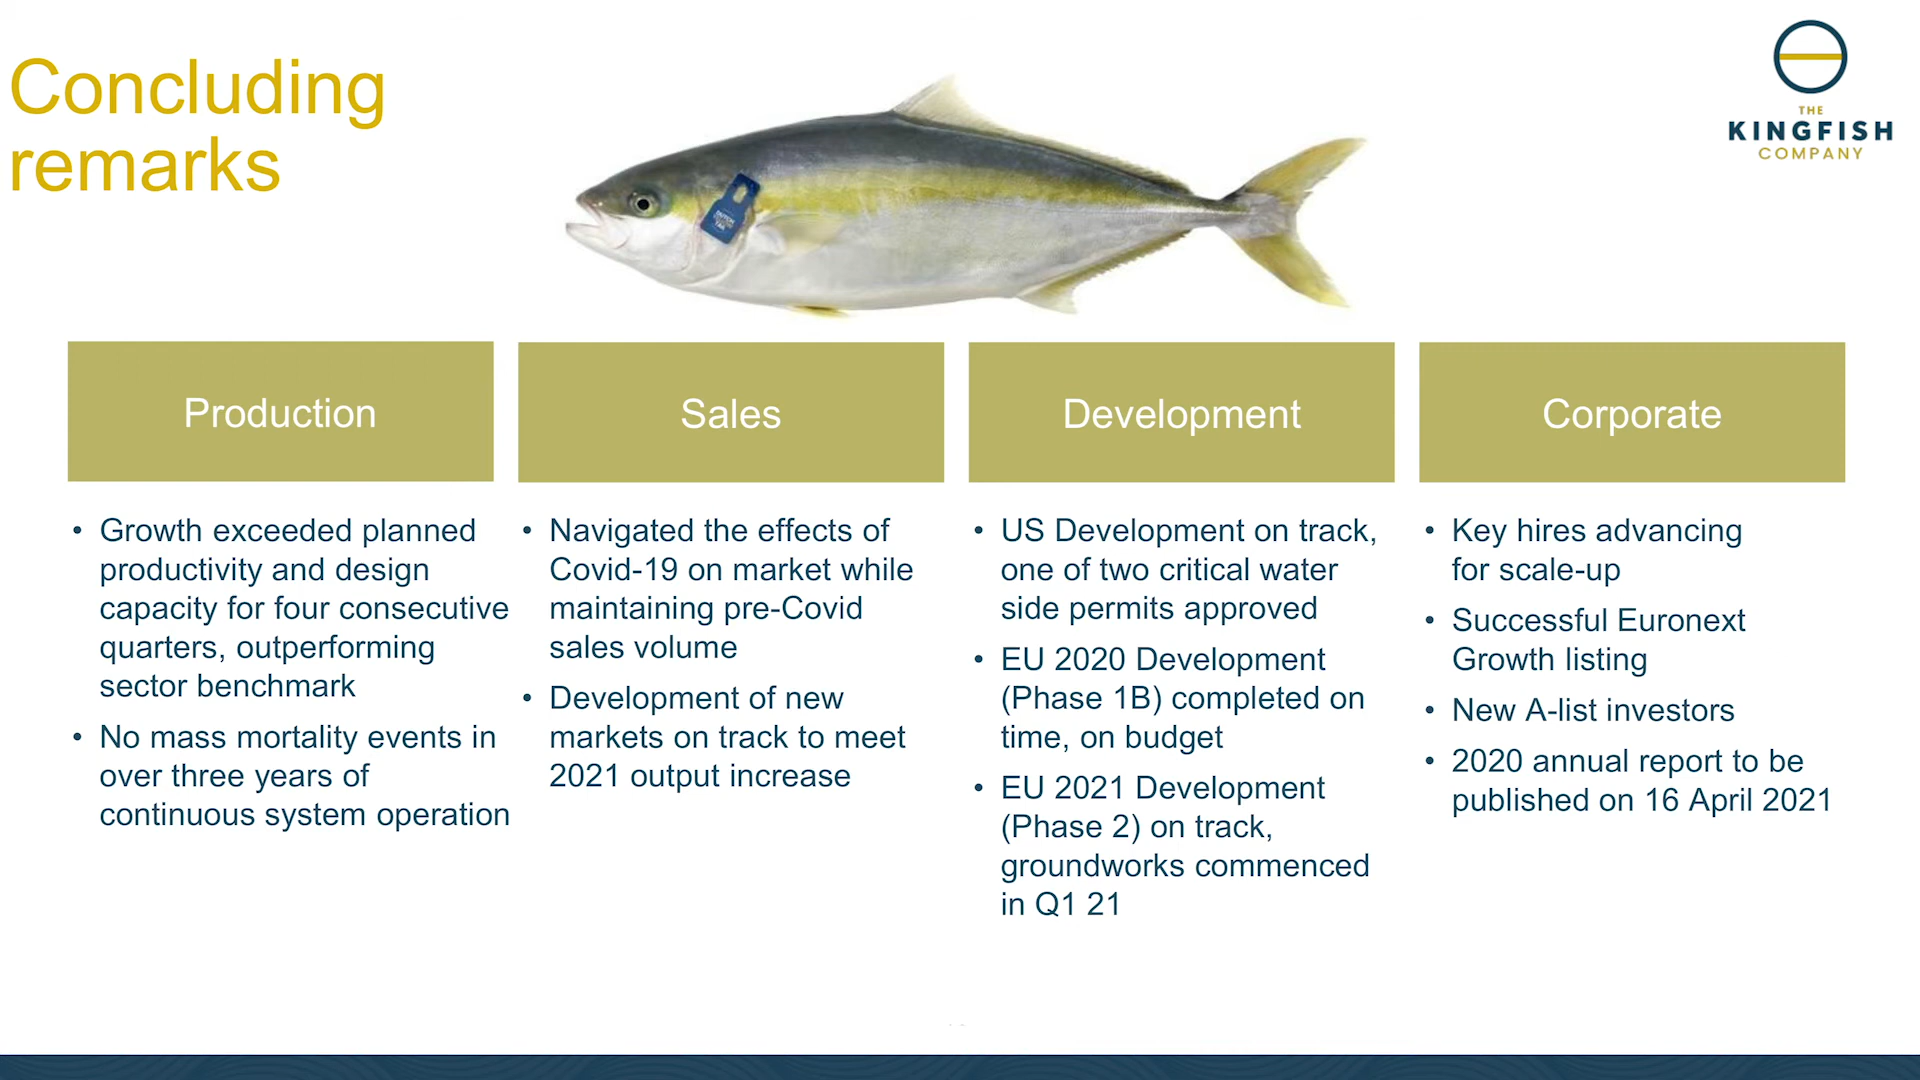 Concluding
remarks
THE
KINGFISH
COMPANY
DUTCH
Production
Sales
Development
Corporate
• Growth exceeded planned
productivity and design
capacity for four consecutive
quarters, outperforming
sector benchmark
• No mass mortality events in
over three years of
continuous system operation
• Navigated the effects of
Covid-19 on market while
maintaining pre-Covid
sales volume
• Development of new
markets on track to meet
2021 output increase
• US Development on track,
one of two critical water
side permits approved
• EU 2020 Development
(Phase 1B) completed on
time, on budget
• EU 2021 Development
(Phase 2) on track,
groundworks commenced
in Q1 21
• Key hires advancing
for scale-up
• Successful Euronext
Growth listing
• New A-list investors
• 2020 annual report to be
published on 16 April 2021